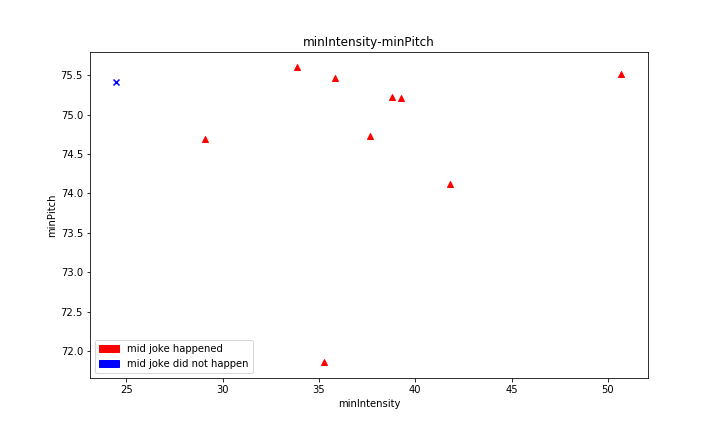 minIntensity-minPitch
75.5
75.0
74.5
74.0
73.5
73.0
72.5
72.0
minPitch
mid joke happened
mid joke did not happen
25 30 35 40 45 50
minIntensity